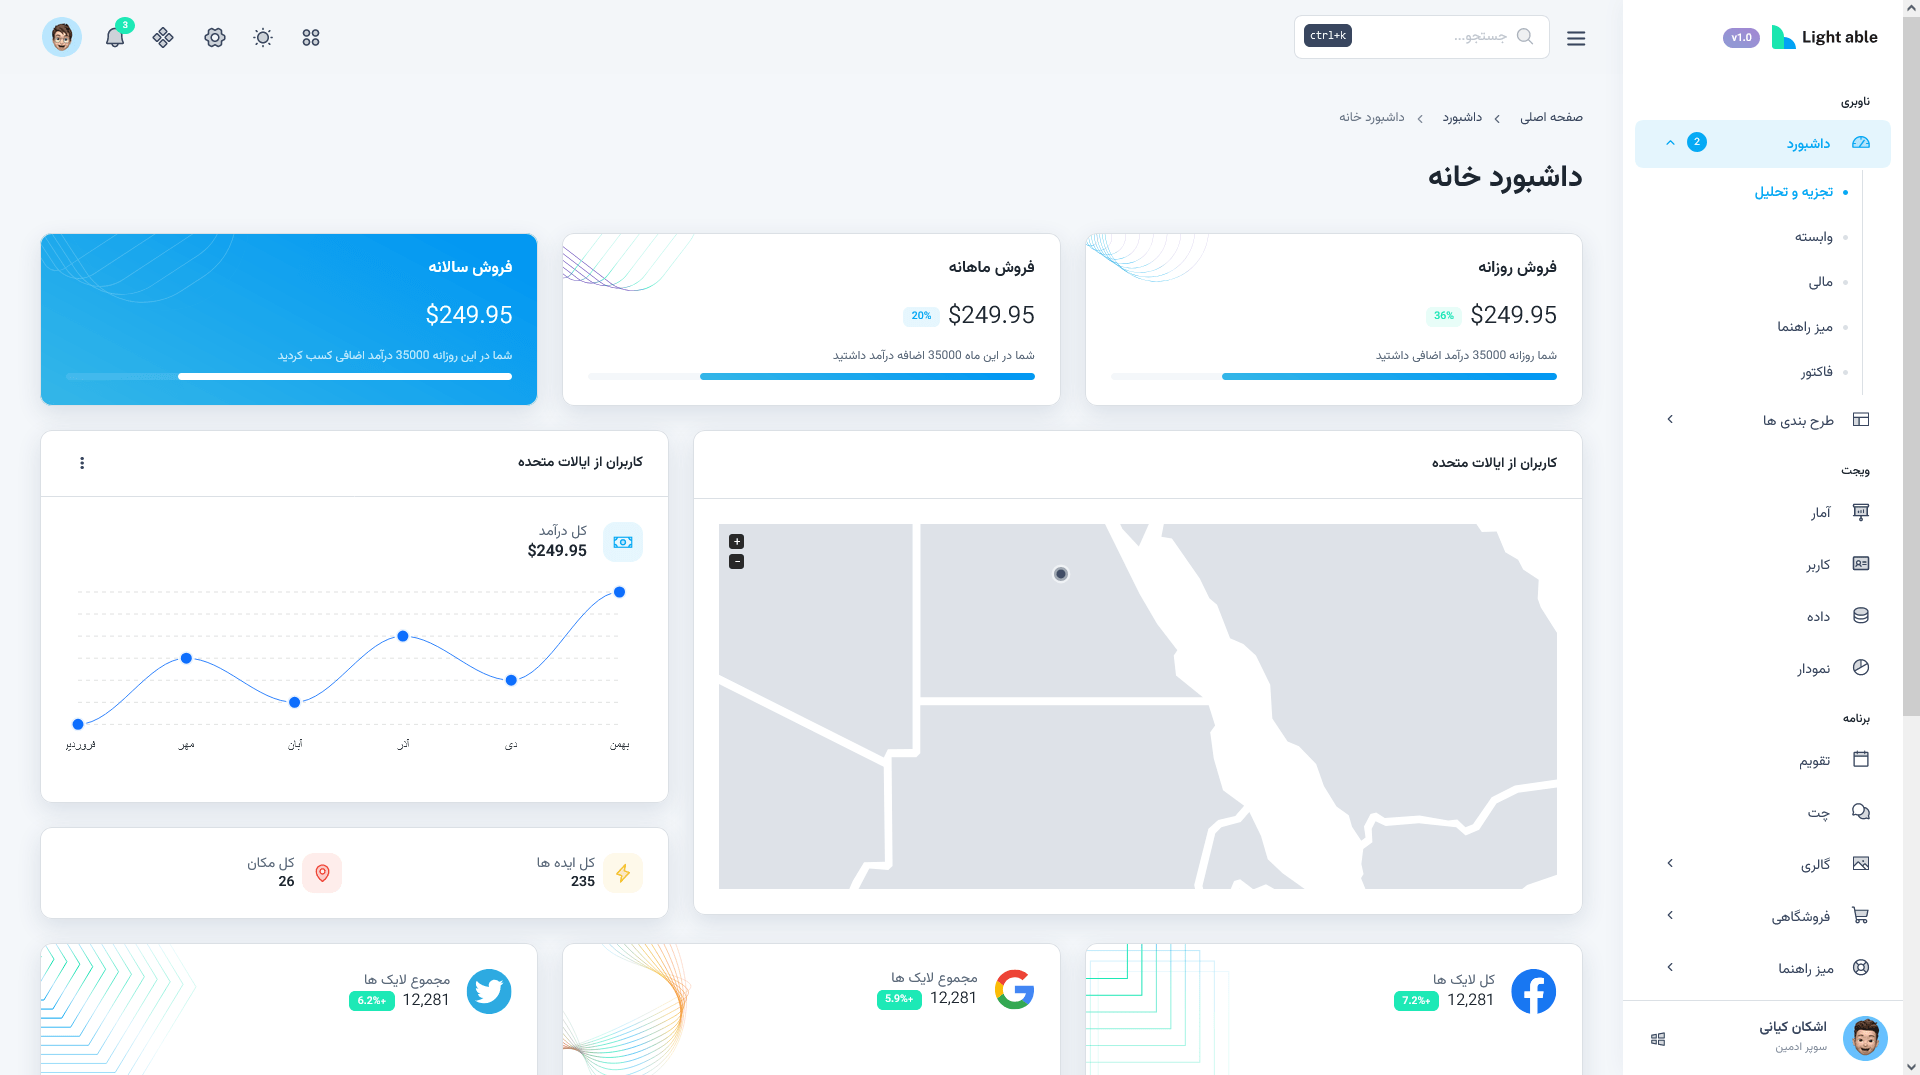 Light able
v1.0
ناوبری
داشبورد
2
تجزیه و تحلیل
وابسته
مالی
میز راهنما
فاکتور
طرح بندی ها
ویجت
آمار
کاربر
داده
نمودار
برنامه
تقویم
چت
گالری
فروشگاهی
میز راهنما
اشکان کیانی
سوپر ادمین
جستجو...
ctrl+k
3
صفحه اصلی
داشبورد
داشبورد خانه
داشبورد خانه
فروش روزانه
$249.95
36%
شما روزانه 35000 درآمد اضافی داشتید
فروش ماهانه
$249.95
20%
شما در این ماه 35000 اضافه درآمد داشتید
فروش سالانه
$249.95
شما در این روزانه 35000 درآمد اضافی کسب کردید
کاربران از ایالات متحده
+
−
کاربران از ایالات متحده
کل درآمد
$249.95
فروردین
مهر
آبان
آذر
دی
بهمن
کل ایده ها
235
کل مکان
26
کل لایک ها
12,281
7.2%+
مجموع لایک ها
12,281
5.9%+
مجموع لایک ها
12,281
6.2%+